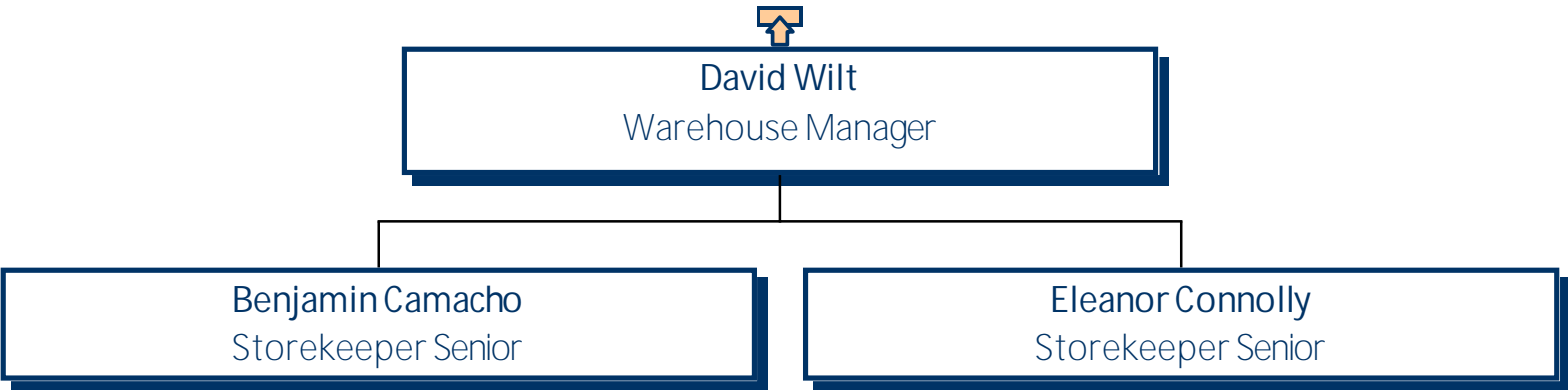 David Wilt
Warehouse Manager
Benjamin Camacho
Storekeeper Senior
Eleanor Connolly
Storekeeper Senior